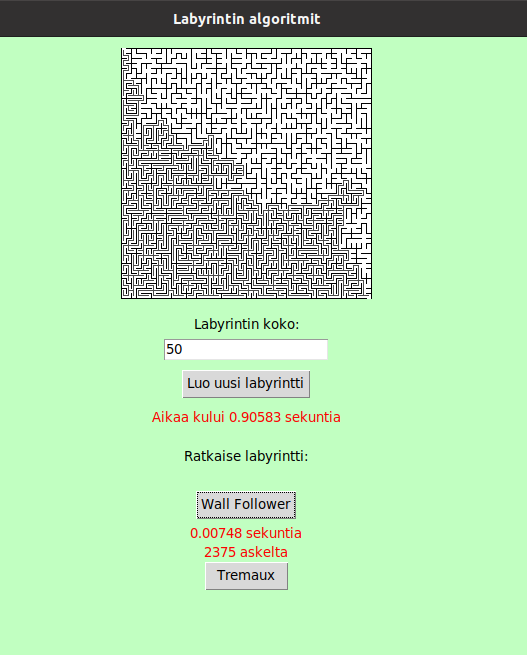 Labyrintin algoritmit
Labyrintin koko:
50
Luo uusi labyrintti
Aikaa kului 0.90583 sekuntia
Ratkaise labyrintti:
Wall Follower
0.00748 sekuntia
2375 askelta
Tremaux